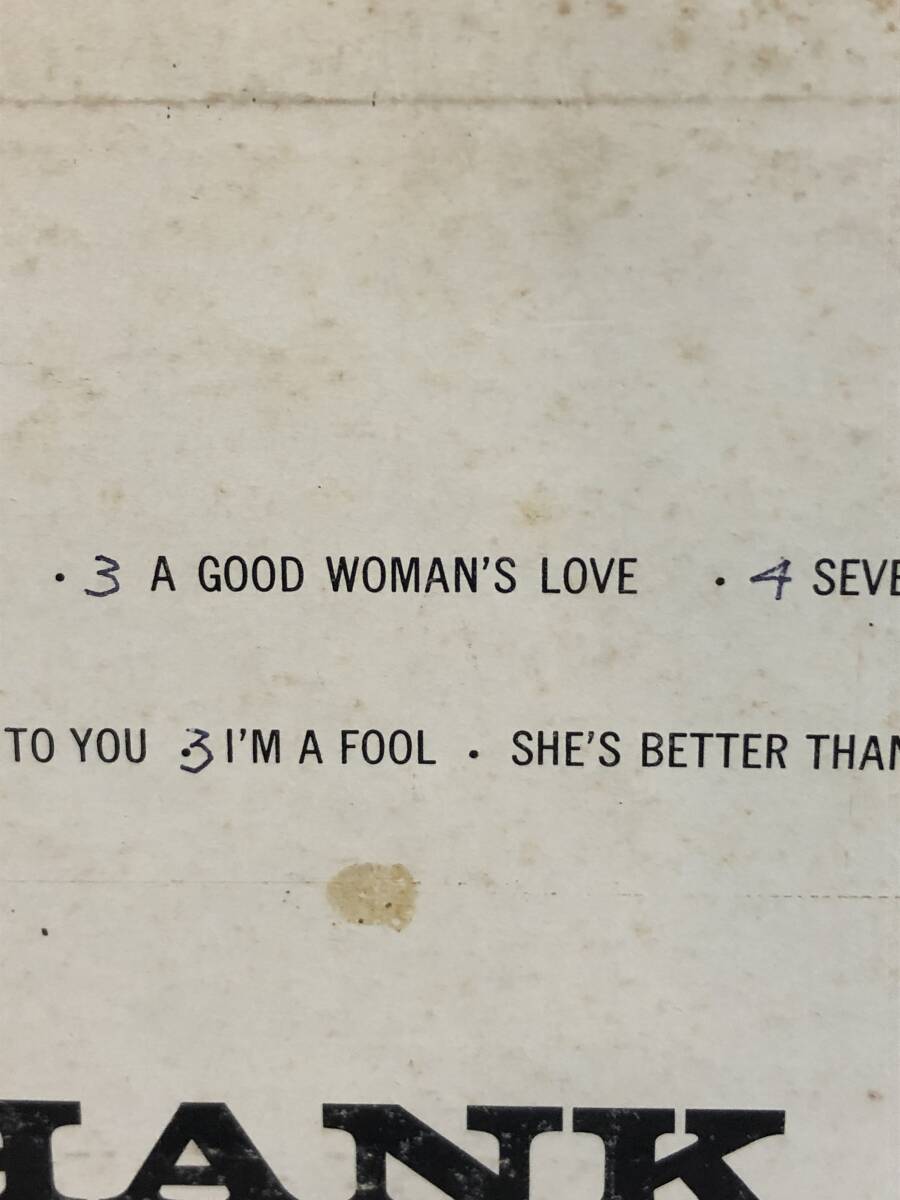 · 3 A GOOD WOMAN'S LOVE · 4 SEVE
TO YOU · 3 I'M A FOOL · SHE'S BETTER THAN
HANK